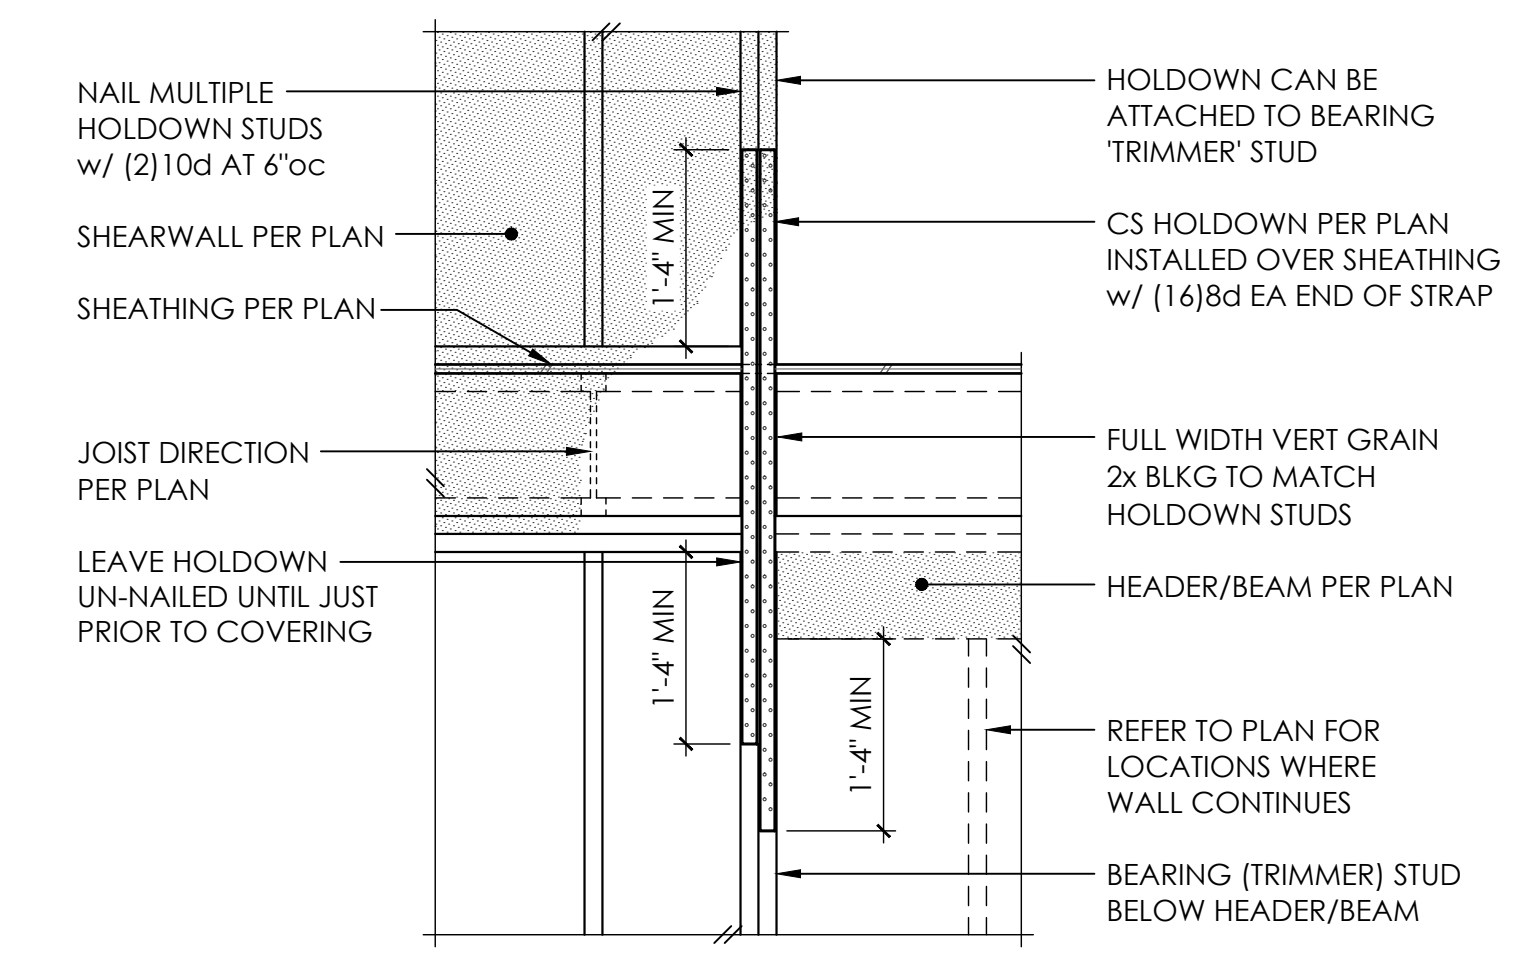 NAIL MULTIPLE
HOLDOWN STUDS
w/ (2)10d AT 6"oc
SHEARWALL PER PLAN
SHEATHING PER PLAN
JOIST DIRECTION
PER PLAN
LEAVE HOLDOWN
UN-NAILED UNTIL JUST
PRIOR TO COVERING
1'-4" MIN
1'-4" MIN
1'-4" MIN
HOLDOWN CAN BE
ATTACHED TO BEARING
'TRIMMER' STUD
CS HOLDOWN PER PLAN
INSTALLED OVER SHEATHING
w/ (16)8d EA END OF STRAP
FULL WIDTH VERT GRAIN
2x BLKG TO MATCH
HOLDOWN STUDS
HEADER/BEAM PER PLAN
REFER TO PLAN FOR
LOCATIONS WHERE
WALL CONTINUES
BEARING (TRIMMER) STUD
BELOW HEADER/BEAM